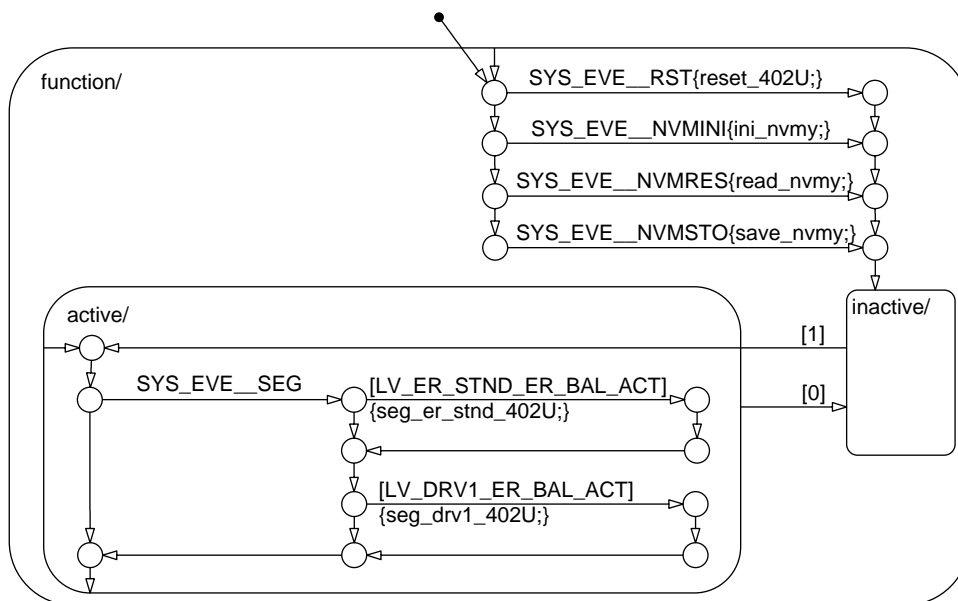 function/
SYS_EVE__RST{reset_402U;}
SYS_EVE__NVMINI{ini_nvmy;}
SYS_EVE__NVMRES{read_nvmy;}
SYS_EVE__NVMSTO{save_nvmy;}
active/
inactive/
[1]
SYS_EVE__SEG
[LV_ER_STND_ER_BAL_ACT]
{seg_er_stnd_402U;}
[0]
[LV_DRV1_ER_BAL_ACT]
{seg_drv1_402U;}